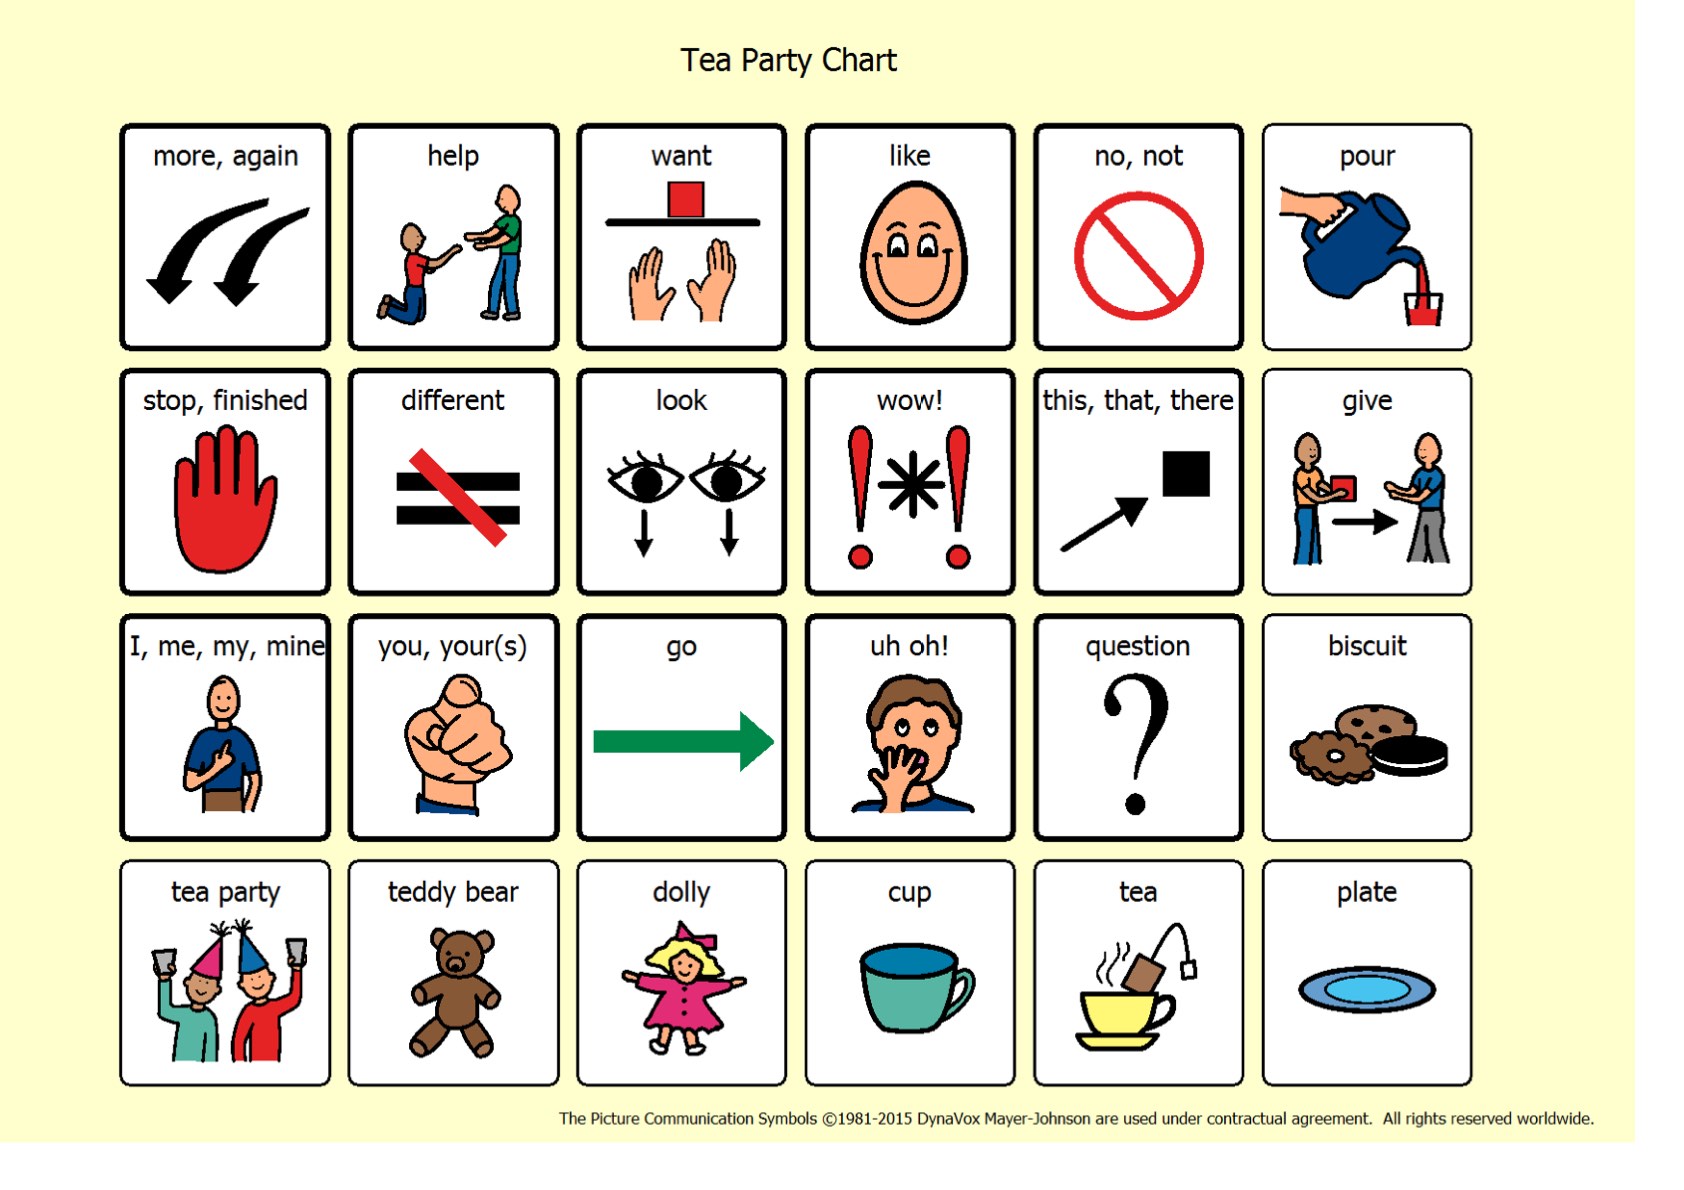 Tea Party Chart
more, again
help
want
like
no, not
pour
stop, finished
different
look
wow!
this, that, there
give
I, me, my, mine
you, your(s)
go
uh oh!
question
biscuit
tea party
teddy bear
dolly
cup
tea
plate
The Picture Communication Symbols ©1981-2015 DynaVox Mayer-Johnson are used under contractual agreement. All rights reserved worldwide.